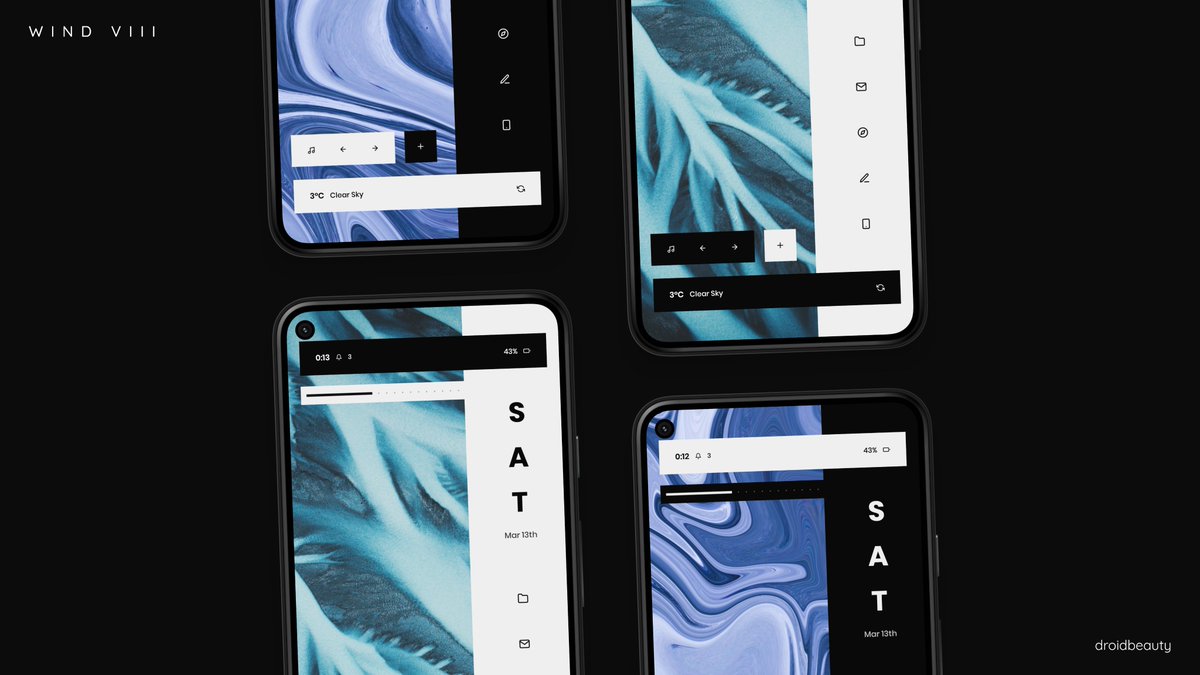 WIND VIII
3°C Clear Sky
3°C Clear Sky
0:13 3 43%
S
A
T
Mar 13th
0:12 3 43%
S
A
T
Mar 13th
droidbeauty